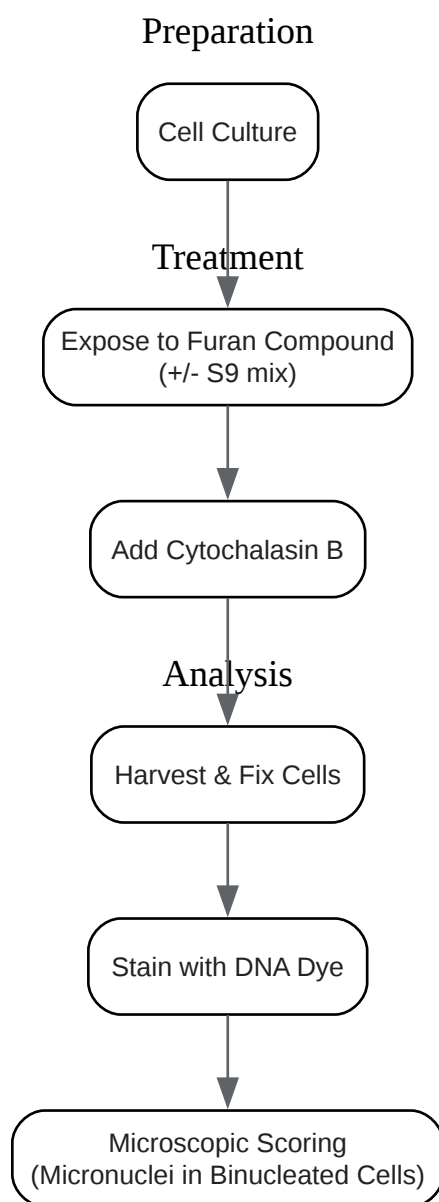 Preparation
Cell Culture
Treatment
Expose to Furan Compound
(+/- S9 mix)
Add Cytochalasin B
Analysis
Harvest & Fix Cells
Stain with DNA Dye
Microscopic Scoring
(Micronuclei in Binucleated Cells)